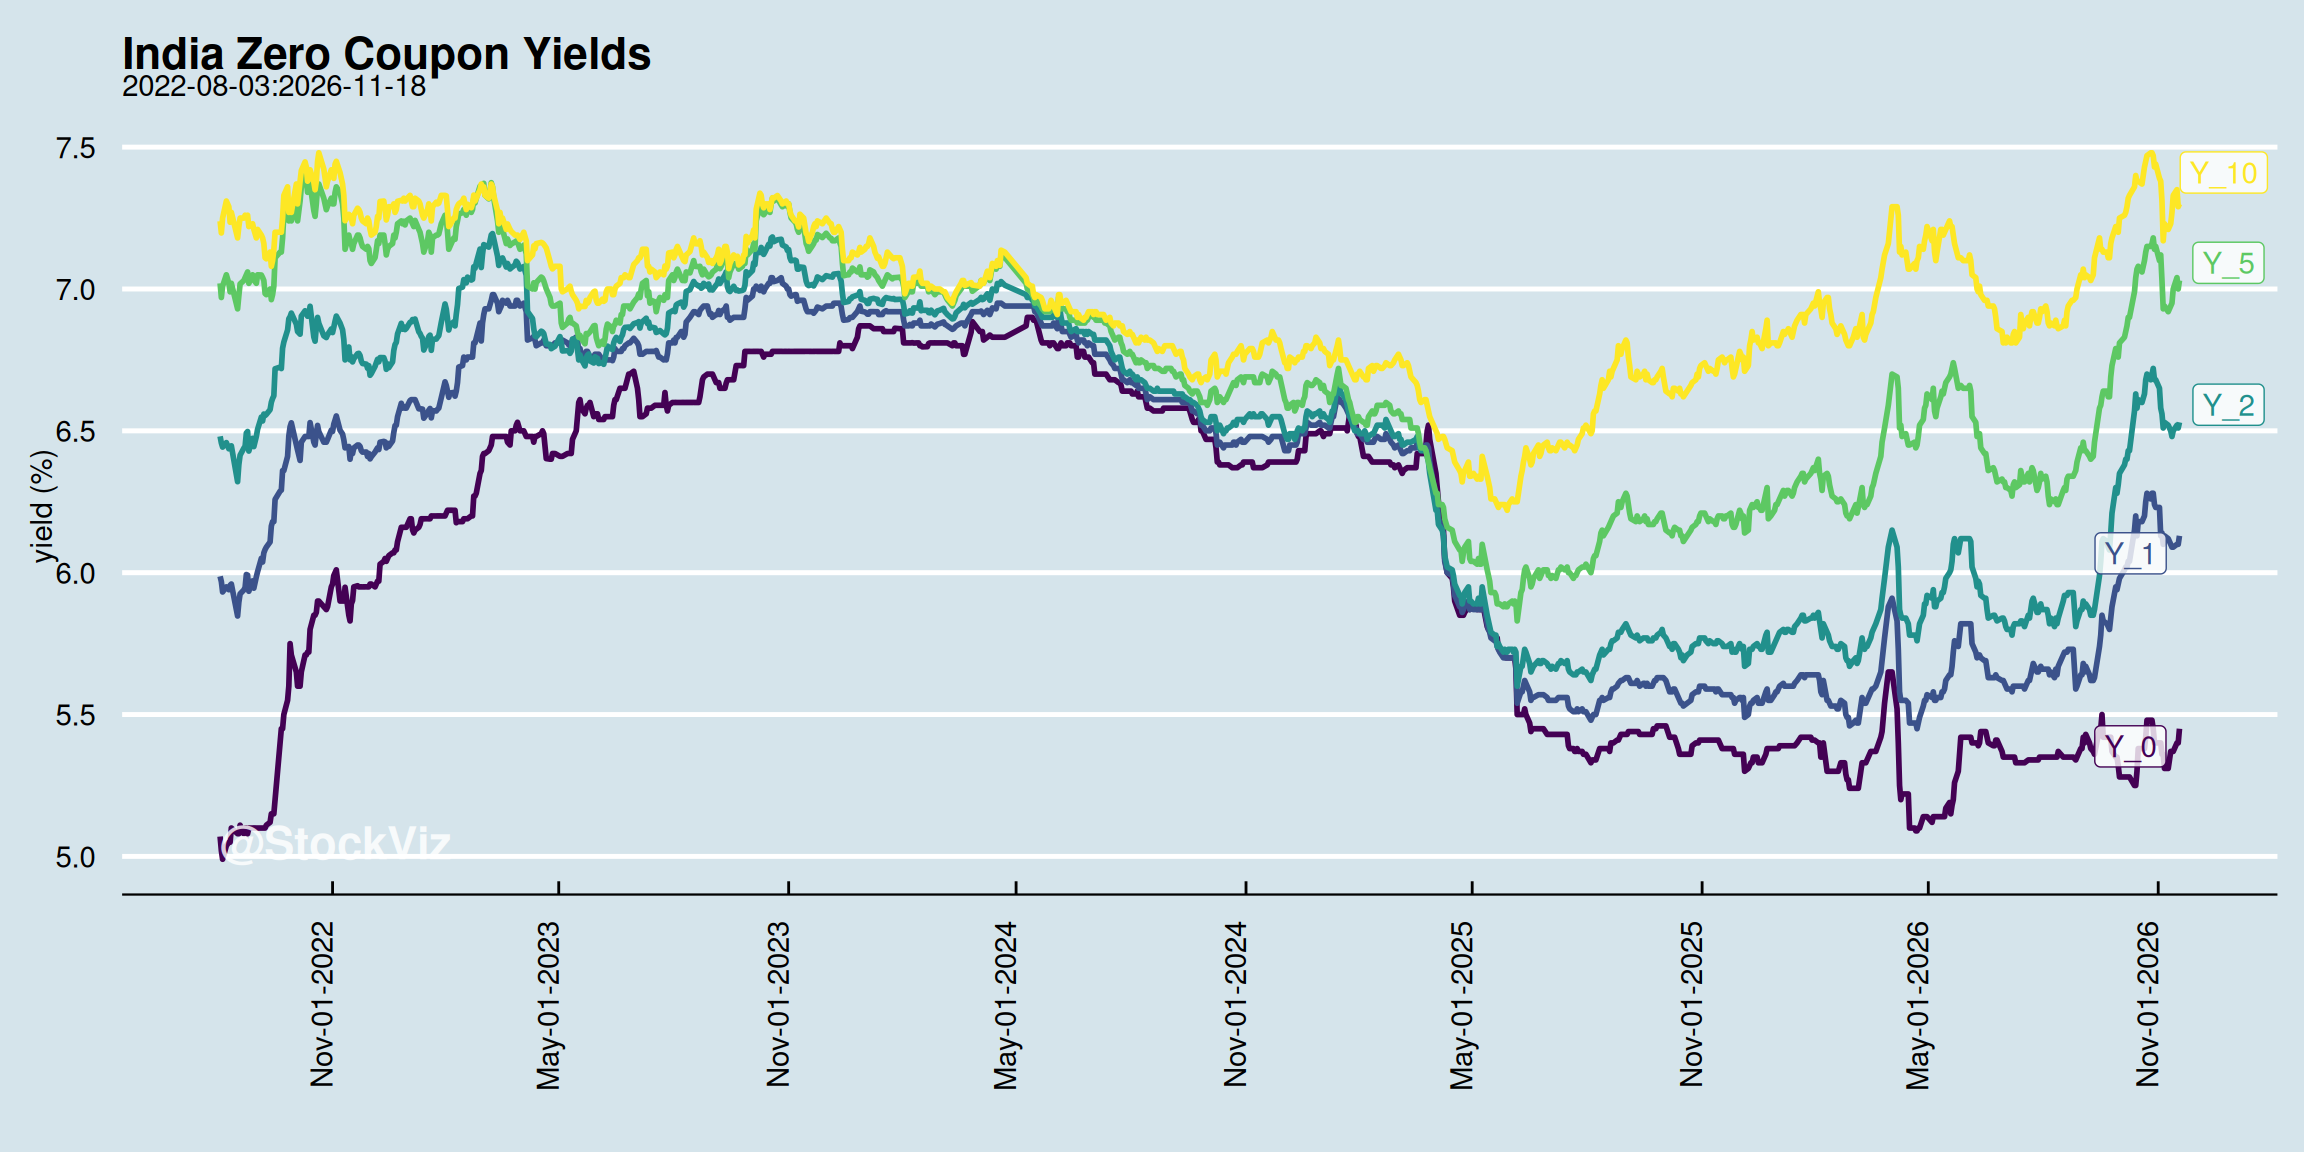 India Zero Coupon Yields
2022-08-03:2026-11-18
yield (%)
7.5
7.0
6.5
6.0
5.5
5.0
Y_10
Y_5
Y_2
Y_1
Y_0
@StockViz
Nov-01-2022
May-01-2023
Nov-01-2023
May-01-2024
Nov-01-2024
May-01-2025
Nov-01-2025
May-01-2026
Nov-01-2026